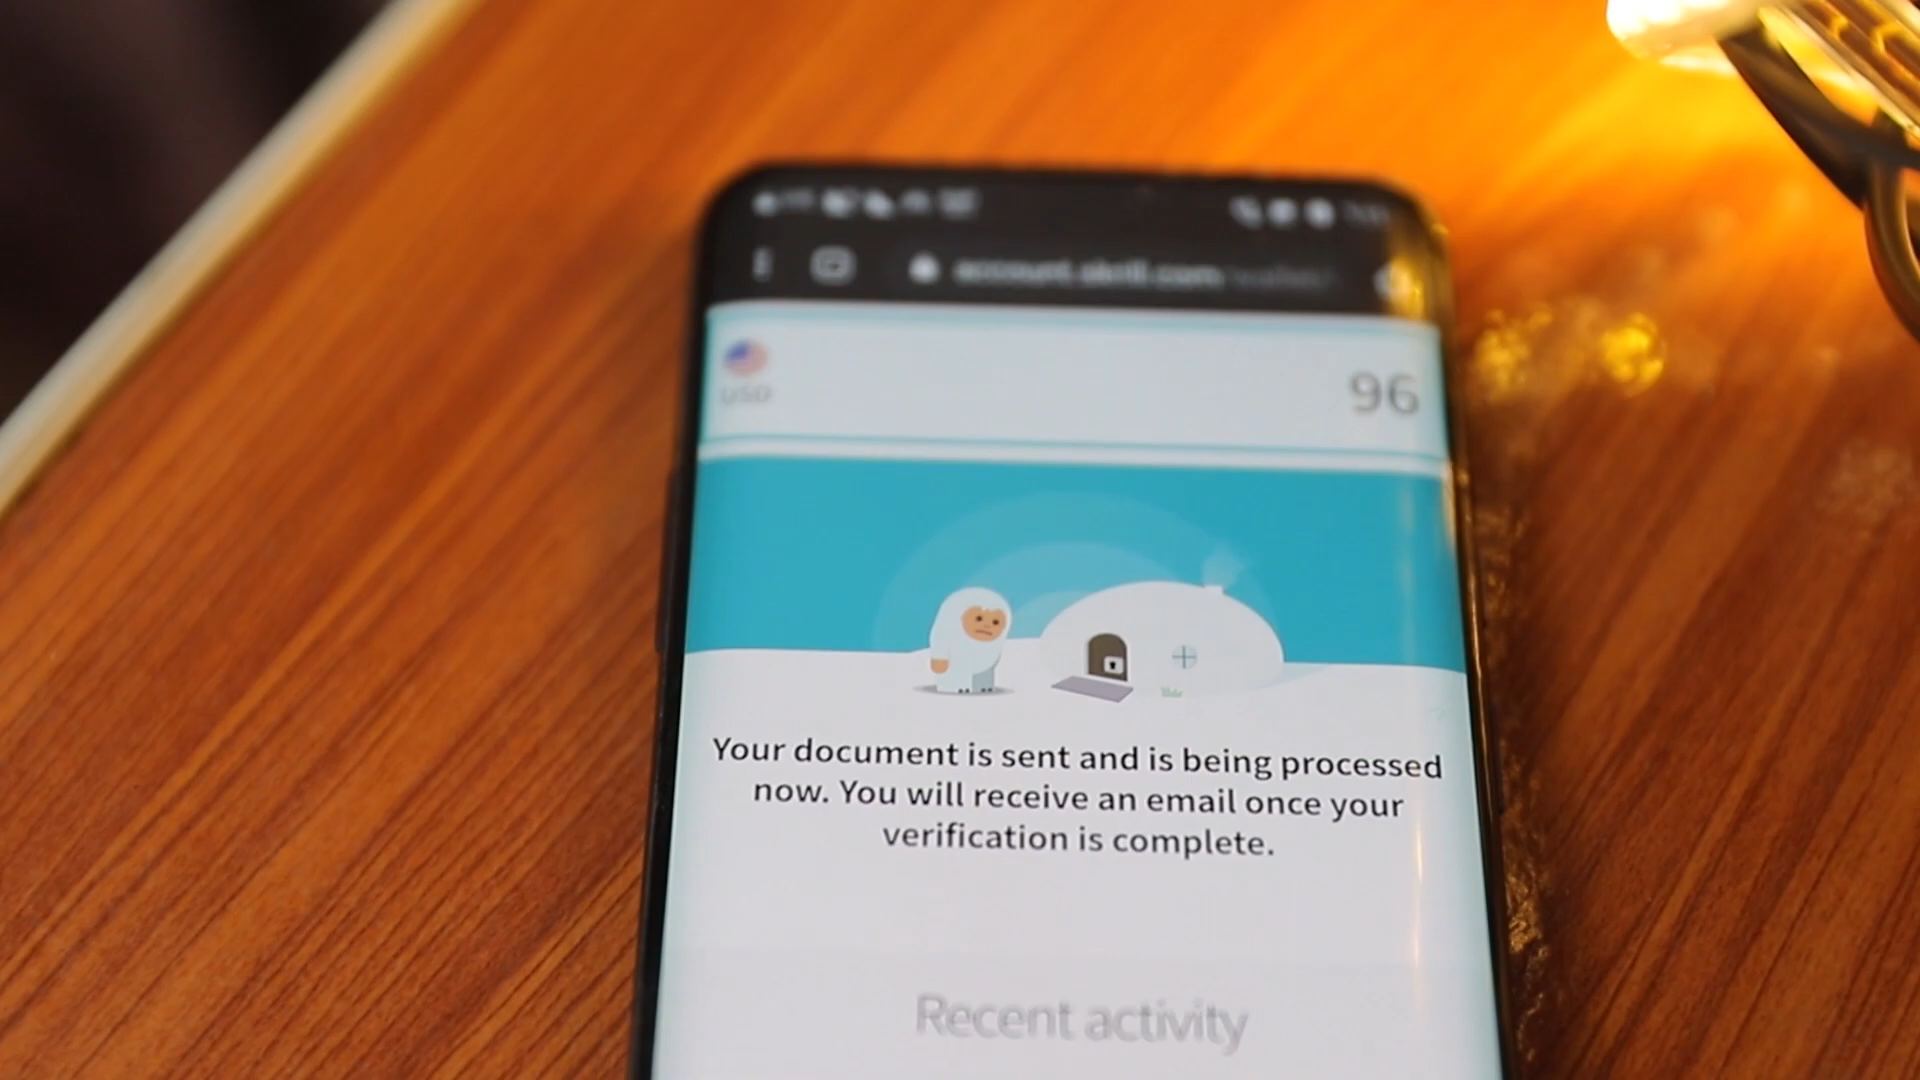 account.skrill.com/wallet/
USD
96
Your document is sent and is being processed
now. You will receive an email once your
verification is complete.
Recent activity